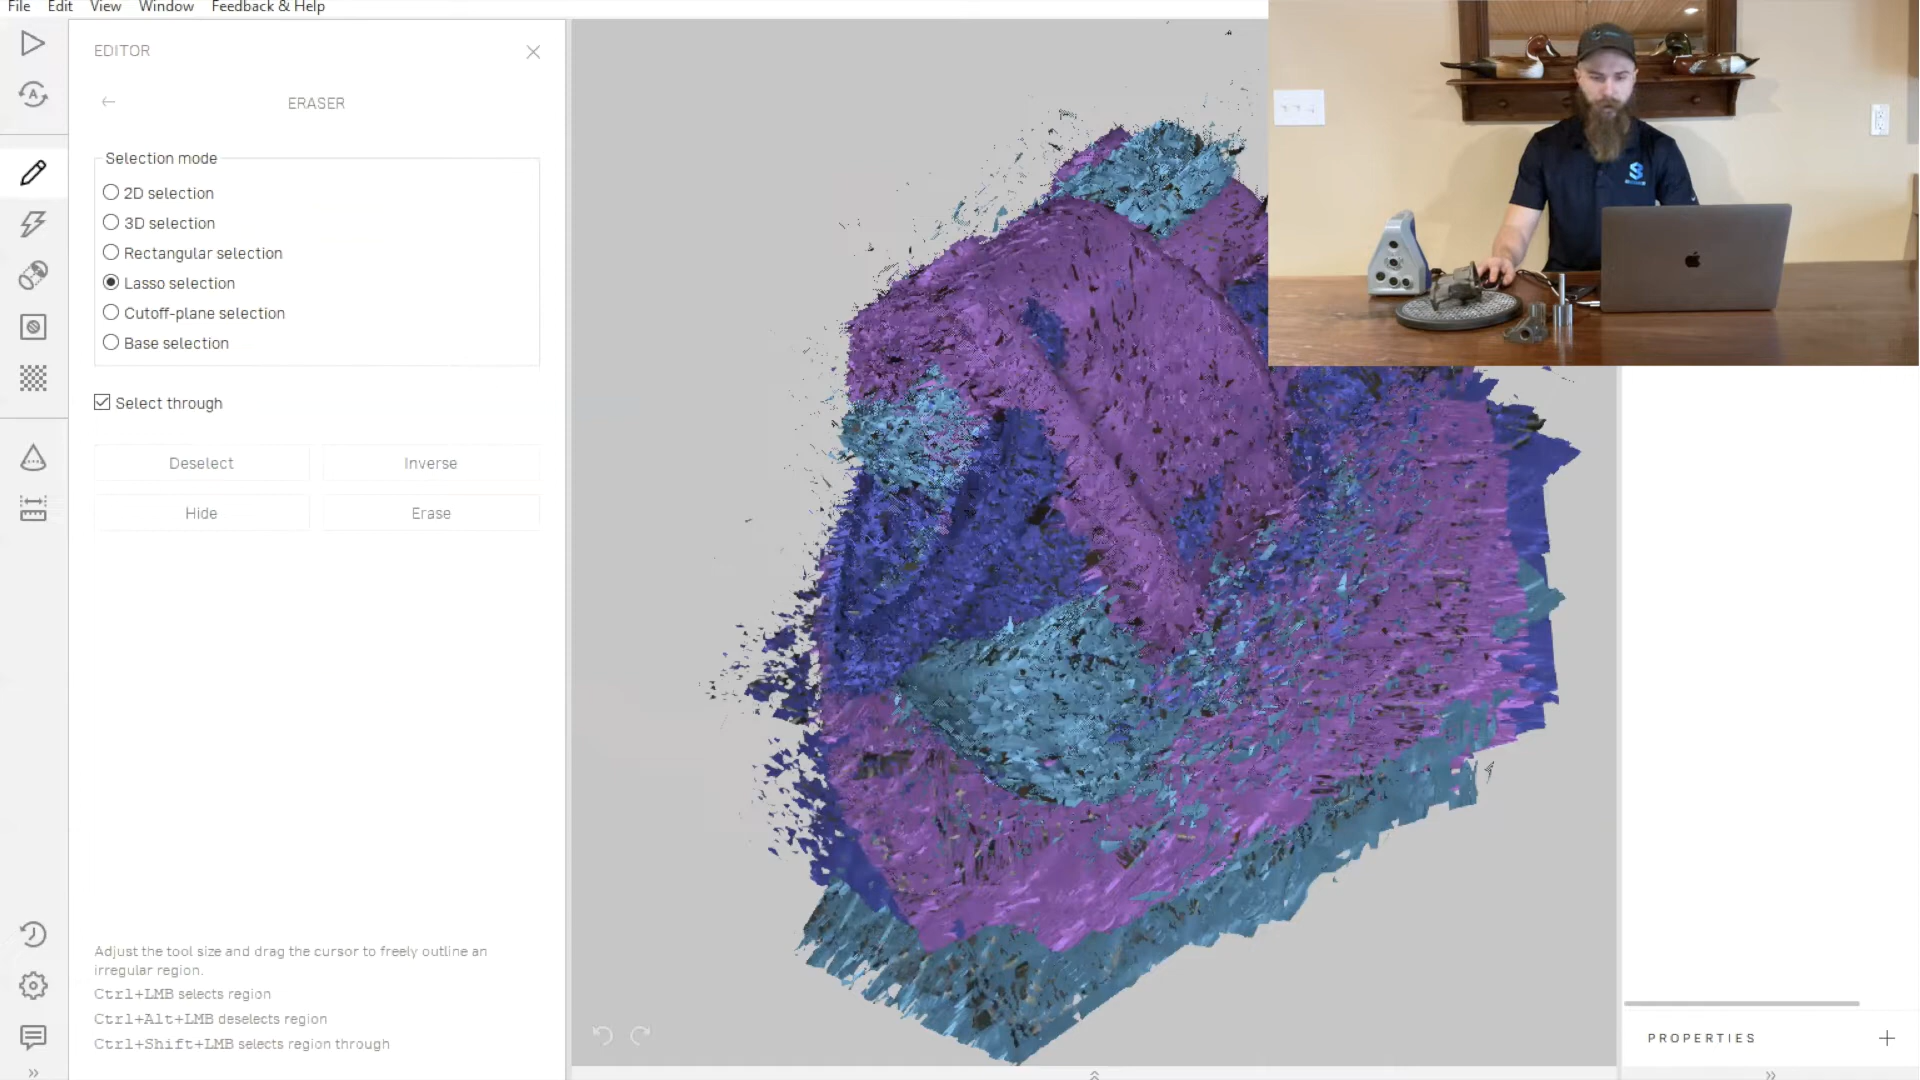 File Edit View Window Feedback & Help
EDITOR
ERASER
Selection mode
2D selection
3D selection
Rectangular selection
Lasso selection
Cutoff-plane selection
Base selection
Select through
Deselect Inverse
Hide Erase
Adjust the tool size and drag the cursor to freely outline an
irregular region.
Ctrl+LMB selects region
Ctrl+Alt+LMB deselects region
Ctrl+Shift+LMB selects region through
PROPERTIES